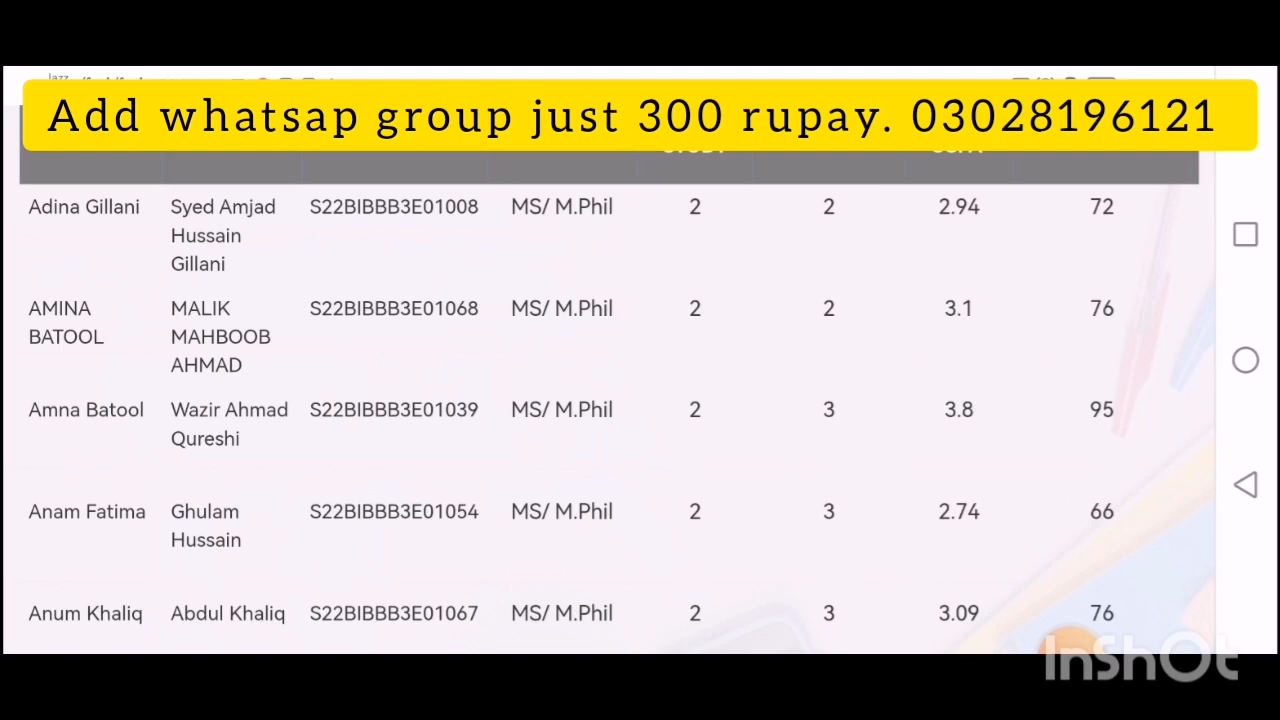 Add whatsap group just 300 rupay. 03028196121
Adina Gillani Syed Amjad S22BIBBB3E01008 MS/ M.Phil 2 2 2.94 72
Hussain
Gillani
AMINA MALIK S22BIBBB3E01068 MS/ M.Phil 2 2 3.1 76
BATOOL MAHBOOB
AHMAD
Amna Batool Wazir Ahmad S22BIBBB3E01039 MS/ M.Phil 2 3 3.8 95
Qureshi
Anam Fatima Ghulam S22BIBBB3E01054 MS/ M.Phil 2 3 2.74 66
Hussain
Anum Khaliq Abdul Khaliq S22BIBBB3E01067 MS/ M.Phil 2 3 3.09 76
InShOt